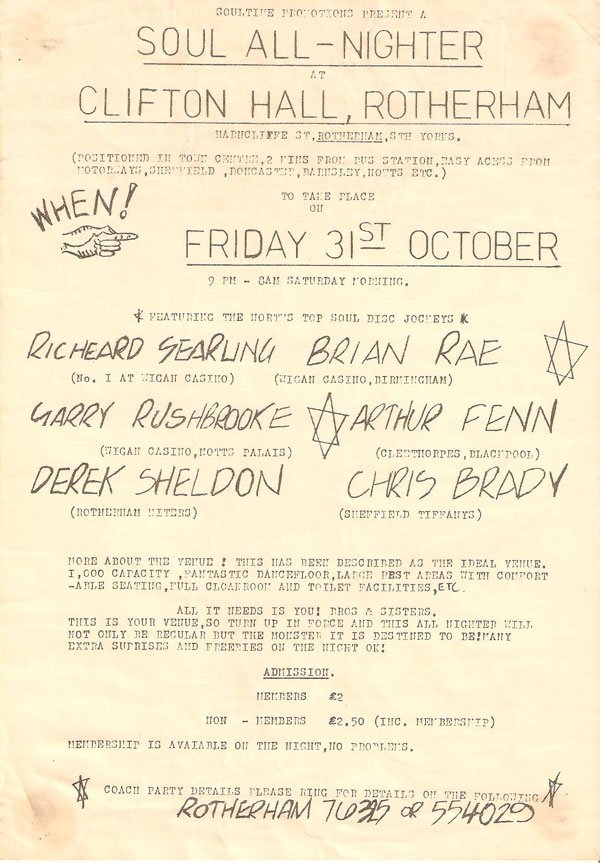 SOULTIME PROMOTIONS PRESENT A
SOUL ALL-NIGHTER
AT
CLIFTON HALL, ROTHERHAM
HARNCLIFFE ST, ROTHERHAM, STH YORKS.
(POSITIONED IN TOWN CENTER, 2 MINS FROM BUS STATION, EASY ACESS FROM
MOTORWAYS, SHEFFIELD , DONCASTER, BARNSLEY, NOTTS ETC.)
TO TAKE PLACE
ON
WHEN!
FRIDAY 31ST OCTOBER
9 PM - 8AM SATURDAY MORNING.
* FEATURING THE NORTH'S TOP SOUL DISC JOCKEYS *
RICHEARD SEARLING BRIAN RAE
(No. I AT WIGAN CASINO) (WIGAN CASINO, BIRMINGHAM)
GARRY RUSHBROOKE ARTHUR FENN
(WIGAN CASINO, NOTTS PALAIS) (CLEETHORPES, BLACKPOOL)
DEREK SHELDON CHRIS BRADY
(ROTHERHAM NITERS) (SHEFFIELD TIFFANYS)
MORE ABOUT THE VENUE ! THIS HAS BEEN DESCRIBED AS THE IDEAL VENUE.
I,000 CAPACITY , FANTASTIC DANCEFLOOR, LARGE REST AREAS WITH COMFORT
-ABLE SEATING, FULL CLOAKROOM AND TOILET FACILITIES, ETC.
ALL IT NEEDS IS YOU! BROS & SISTERS.
THIS IS YOUR VENUE, SO TURN UP IN FORCE AND THIS ALL NIGHTER WILL
NOT ONLY BE REGULAR BUT THE MONSTER IT IS DESTINED TO BE! MANY
EXTRA SUPRISES AND FREEBIES ON THE NIGHT OK!
ADMISSION.
MEMBERS £2
NON - MEMBERS £2.50 (INC. MEMBERSHIP)
MEMBERSHIP IS AVAIABLE ON THE NIGHT, NO PROBLEMS.
COACH PARTY DETAILS PLEASE RING FOR DETAILS ON THE FOLLOWING
ROTHERHAM OR 554029